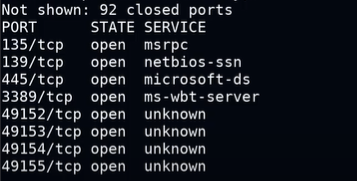 Not shown: 92 closed ports
PORT      STATE SERVICE
135/tcp   open  msrpc
139/tcp   open  netbios-ssn
445/tcp   open  microsoft-ds
3389/tcp  open  ms-wbt-server
49152/tcp open  unknown
49153/tcp open  unknown
49154/tcp open  unknown
49155/tcp open  unknown